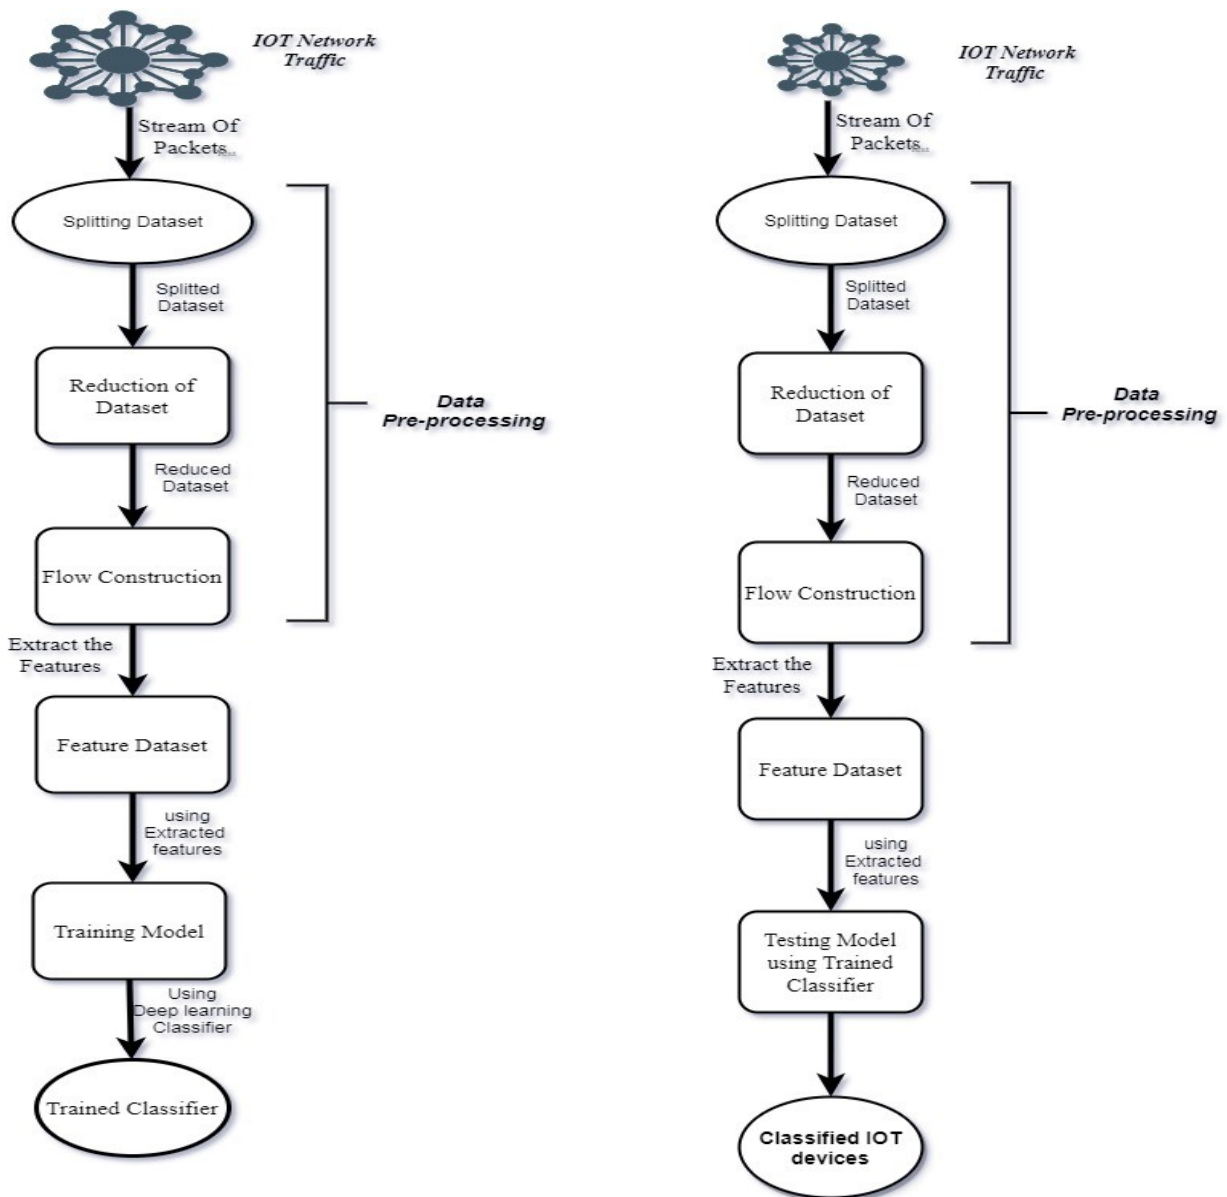 IOT Network
Traffic
Stream Of
Packets....
Splitting Dataset
Splitted
Dataset
Reduction of
Dataset
Data
Pre-processing
Reduced
Dataset
Flow Construction
Extract the
Features
Feature Dataset
using
Extracted
features
Training Model
Using
Deep learning
Classifier
Trained Classifier
IOT Network
Traffic
Stream Of
Packets....
Splitting Dataset
Splitted
Dataset
Reduction of
Dataset
Data
Pre-processing
Reduced
Dataset
Flow Construction
Extract the
Features
Feature Dataset
using
Extracted
features
Testing Model
using Trained
Classifier
Classified IOT
devices